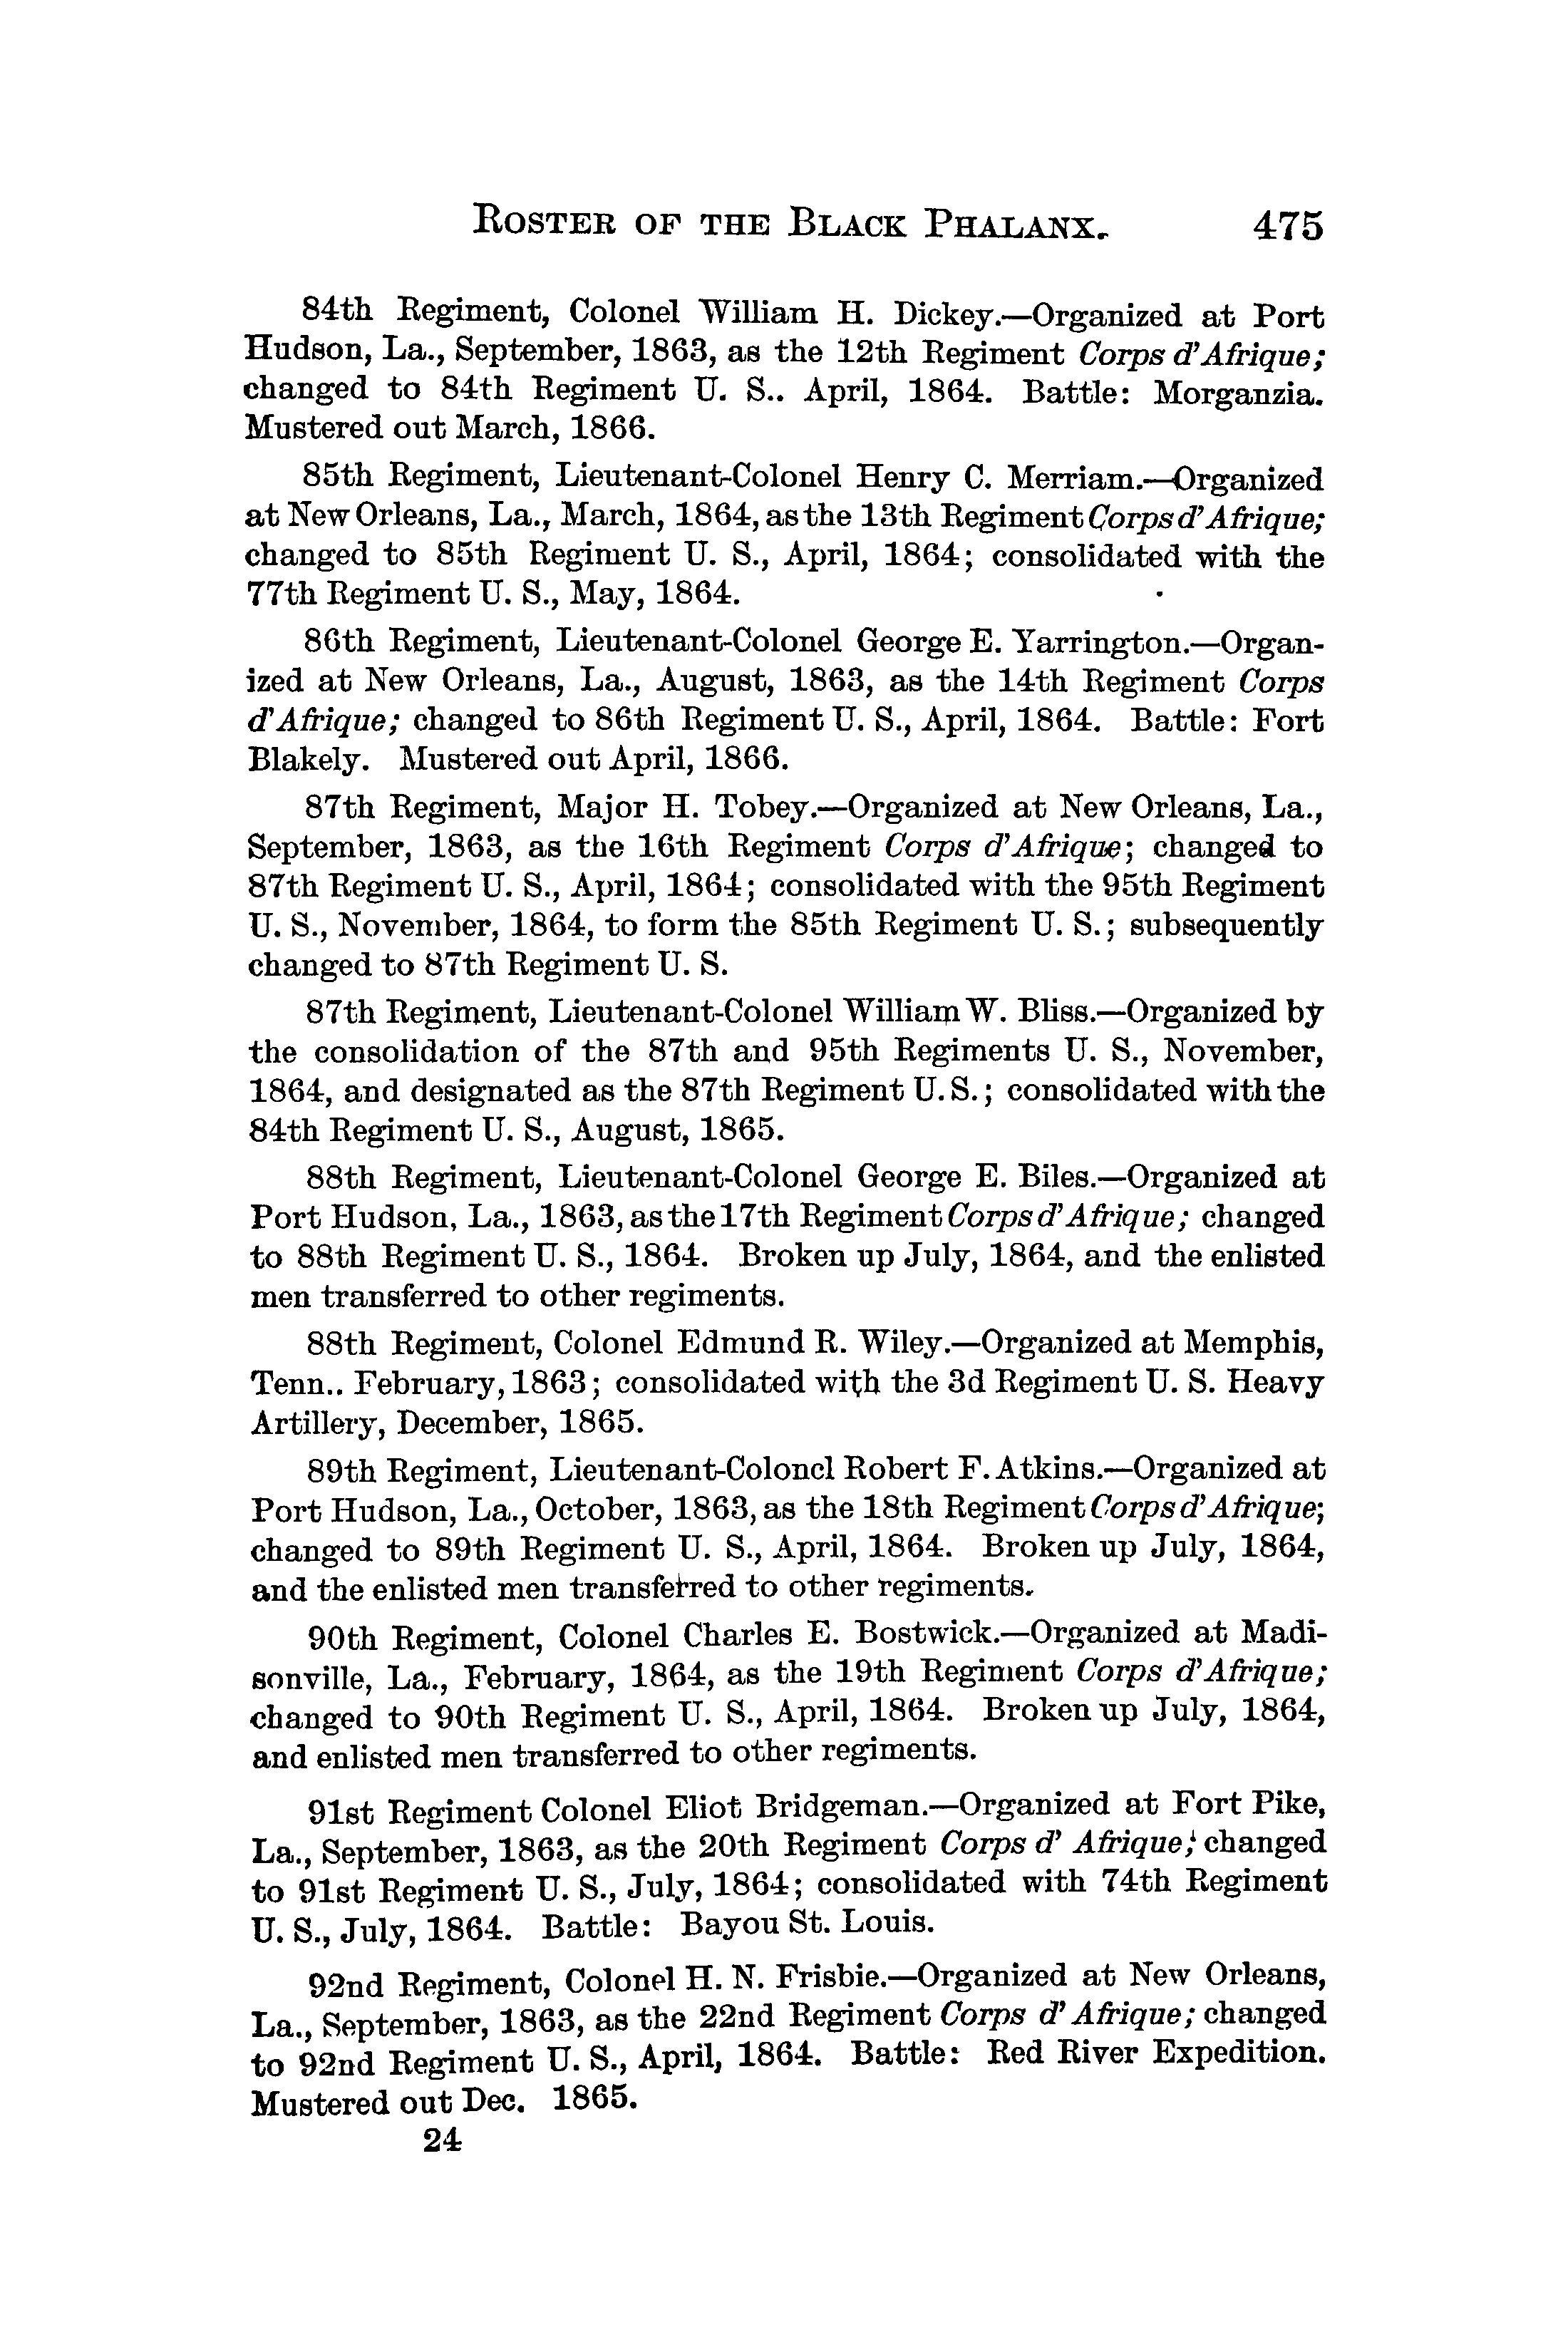 ROSTER OF THE BLACK PHALANX. 475
84th Regiment, Colonel William H. Dickey.—Organized at Port
Hudson, La., September, 1863, as the 12th Regiment Corps d'Afrique;
changed to 84th Regiment U. S.. April, 1864. Battle: Morganzia.
Mustered out March, 1866.
85th Regiment, Lieutenant-Colonel Henry C. Merriam.—Organized
at New Orleans, La., March, 1864, as the 13th Regiment Corps d'Afrique;
changed to 85th Regiment U. S., April, 1864; consolidated with the
77th Regiment U. S., May, 1864.
86th Regiment, Lieutenant-Colonel George E. Yarrington.—Organ-
ized at New Orleans, La., August, 1863, as the 14th Regiment Corps
d'Afrique; changed to 86th Regiment U. S., April, 1864. Battle: Fort
Blakely. Mustered out April, 1866.
87th Regiment, Major H. Tobey.—Organized at New Orleans, La.,
September, 1863, as the 16th Regiment Corps d'Afrique; changed to
87th Regiment U. S., April, 1864; consolidated with the 95th Regiment
U. S., November, 1864, to form the 85th Regiment U. S.; subsequently
changed to 87th Regiment U. S.
87th Regiment, Lieutenant-Colonel William W. Bliss.—Organized by
the consolidation of the 87th and 95th Regiments U. S., November,
1864, and designated as the 87th Regiment U. S.; consolidated with the
84th Regiment U. S., August, 1865.
88th Regiment, Lieutenant-Colonel George E. Biles.—Organized at
Port Hudson, La., 1863, as the 17th Regiment Corps d'Afrique; changed
to 88th Regiment U. S., 1864. Broken up July, 1864, and the enlisted
men transferred to other regiments.
88th Regiment, Colonel Edmund R. Wiley.—Organized at Memphis,
Tenn.. February, 1863; consolidated with the 3d Regiment U. S. Heavy
Artillery, December, 1865.
89th Regiment, Lieutenant-Colonel Robert F. Atkins.—Organized at
Port Hudson, La., October, 1863, as the 18th Regiment Corps d'Afrique;
changed to 89th Regiment U. S., April, 1864. Broken up July, 1864,
and the enlisted men transferred to other regiments.
90th Regiment, Colonel Charles E. Bostwick.—Organized at Madi-
sonville, La., February, 1864, as the 19th Regiment Corps d'Afrique;
changed to 90th Regiment U. S., April, 1864. Broken up July, 1864,
and enlisted men transferred to other regiments.
91st Regiment Colonel Eliot Bridgeman.—Organized at Fort Pike,
La., September, 1863, as the 20th Regiment Corps d' Afrique; changed
to 91st Regiment U. S., July, 1864; consolidated with 74th Regiment
U. S., July, 1864. Battle: Bayou St. Louis.
92nd Regiment, Colonel H. N. Frisbie.—Organized at New Orleans,
La., September, 1863, as the 22nd Regiment Corps d' Afrique; changed
to 92nd Regiment U. S., April, 1864. Battle: Red River Expedition.
Mustered out Dec. 1865.
24